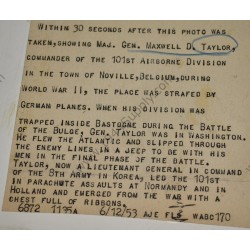 WITHIN 30 SECONDS AFTER THIS PHOTO WAS
TAKEN, SHOWING MAJ. GEN. MAXWELL D. TAYLOR,
COMMANDER OF THE 101ST AIRBORNE DIVISION
IN THE TOWN OF NOVILLE, BELGIUM, DURING
WORLD WAR II, THE PLACE WAS STRAFED BY
GERMAN PLANES. WHEN HIS DIVISION WAS
TRAPPED INSIDE BASTOGNE DURING THE BATTLE
OF THE BULGE, GEN. TAYLOR WAS IN WASHINGTON.
HE FLEW THE ATLANTIC AND SLIPPED THROUGH
THE ENEMY LINES IN A JEEP TO BE WITH HIS
MEN IN THE FINAL PHASE OF THE BATTLE.
TAYLOR, NOW A LIEUTENANT GENERAL IN COMMAND
OF THE 8TH ARMY IN KOREA, LED THE 101ST
IN PARACHUTE ASSAULTS AT NORMANDY AND IN
HOLLAND AND EMERGED FROM THE WAR WITH A
CHEST FULL OF RIBBONS.
6872 1135A 6/12/53 AJE FLS WABC170